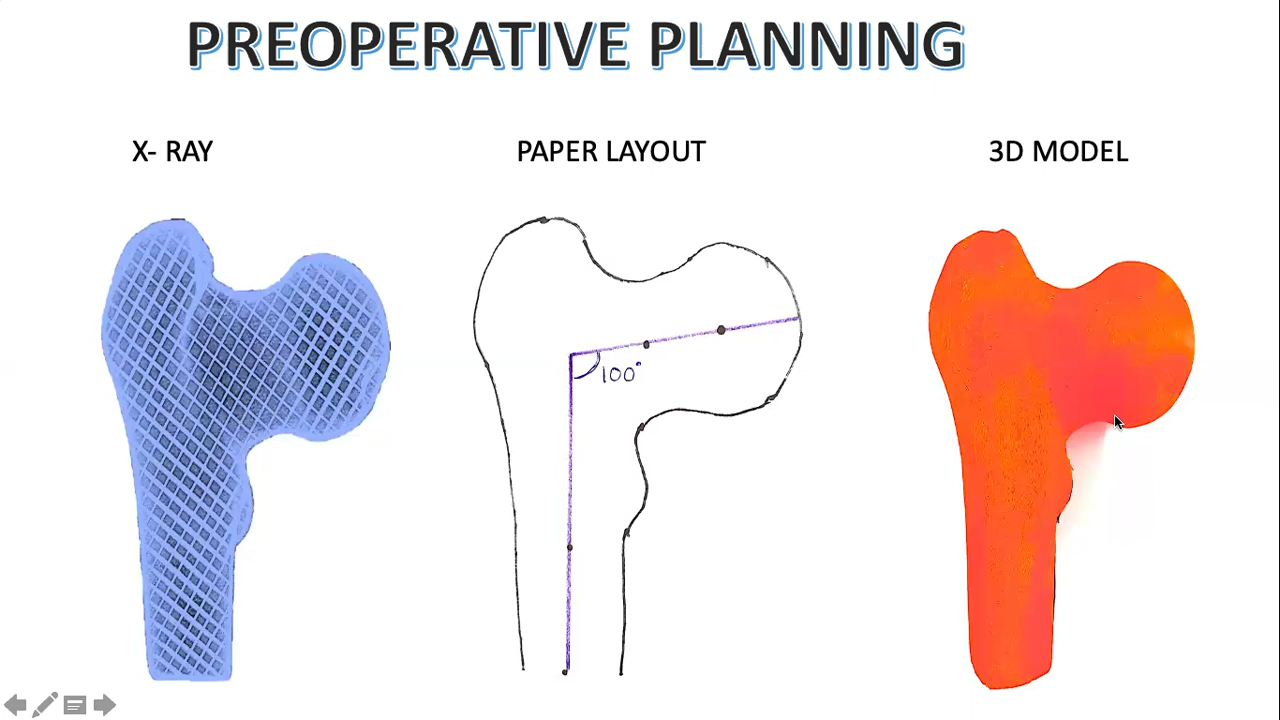 PREOPERATIVE PLANNING
X- RAY
PAPER LAYOUT
3D MODEL
100°